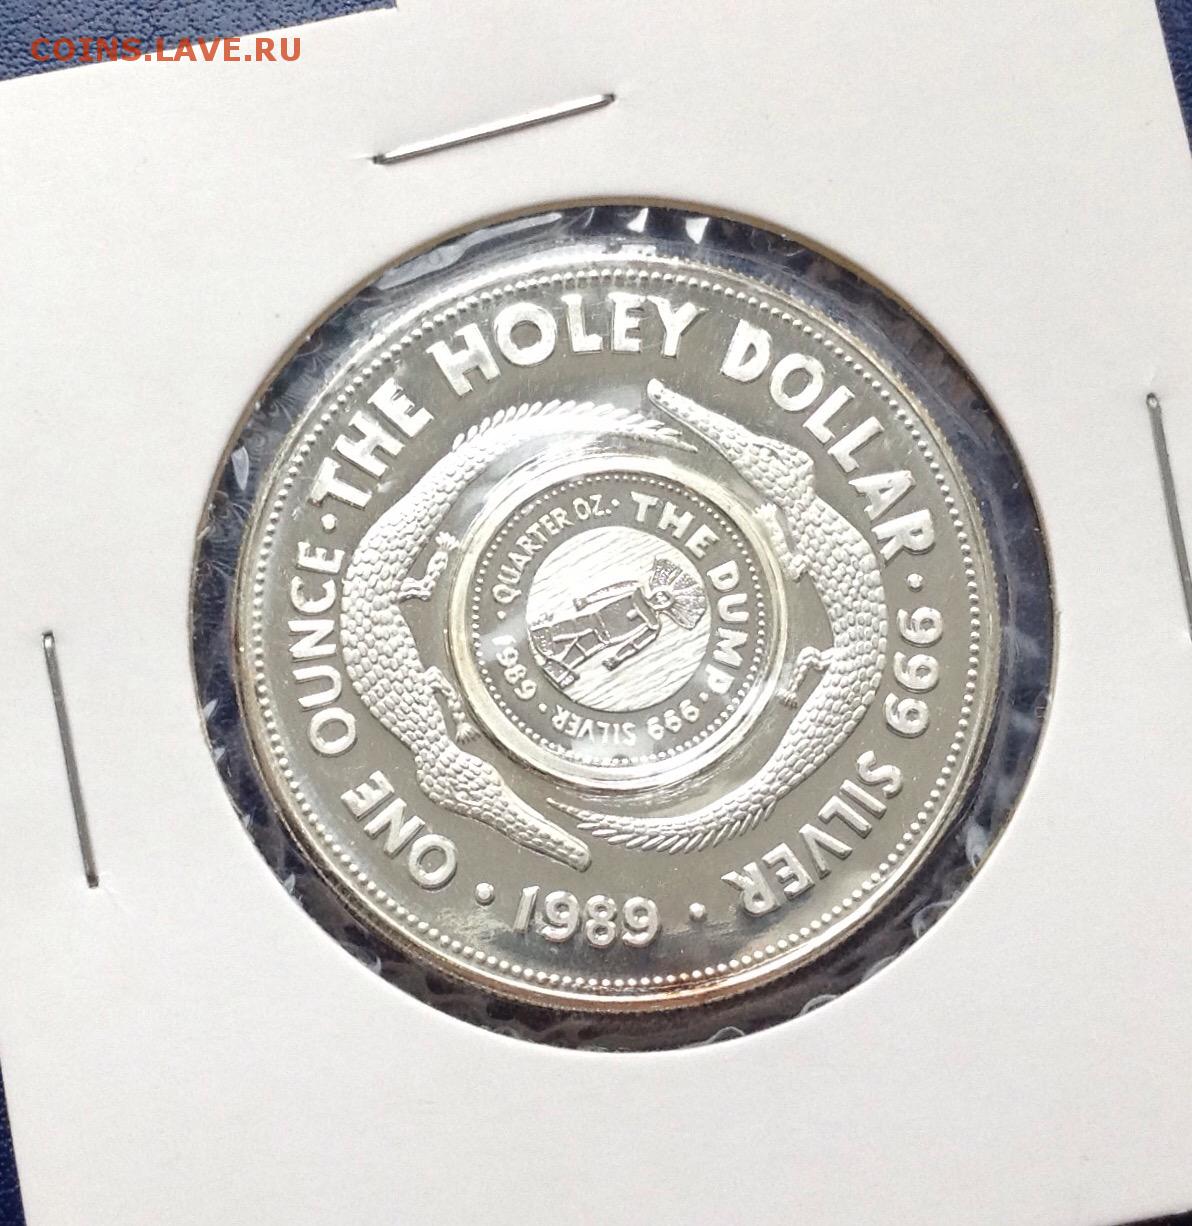 COINS.LAVE.RU
· THE HOLEY DOLLAR · 999 SILVER · 1989 · ONE OUNCE
· QUARTER OZ. · THE DUMP · 999 SILVER · 1989